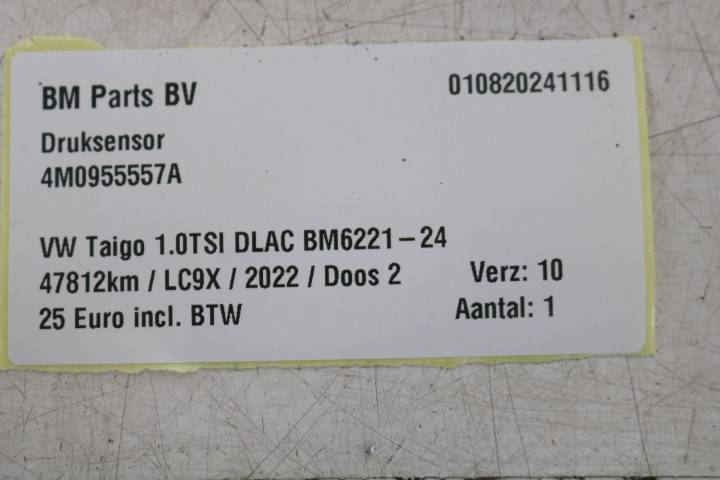 BM Parts BV 010820241116
Druksensor
4M0955557A
VW Taigo 1.0TSI DLAC BM6221-24
47812km / LC9X / 2022 / Doos 2 Verz: 10
25 Euro incl. BTW Aantal: 1